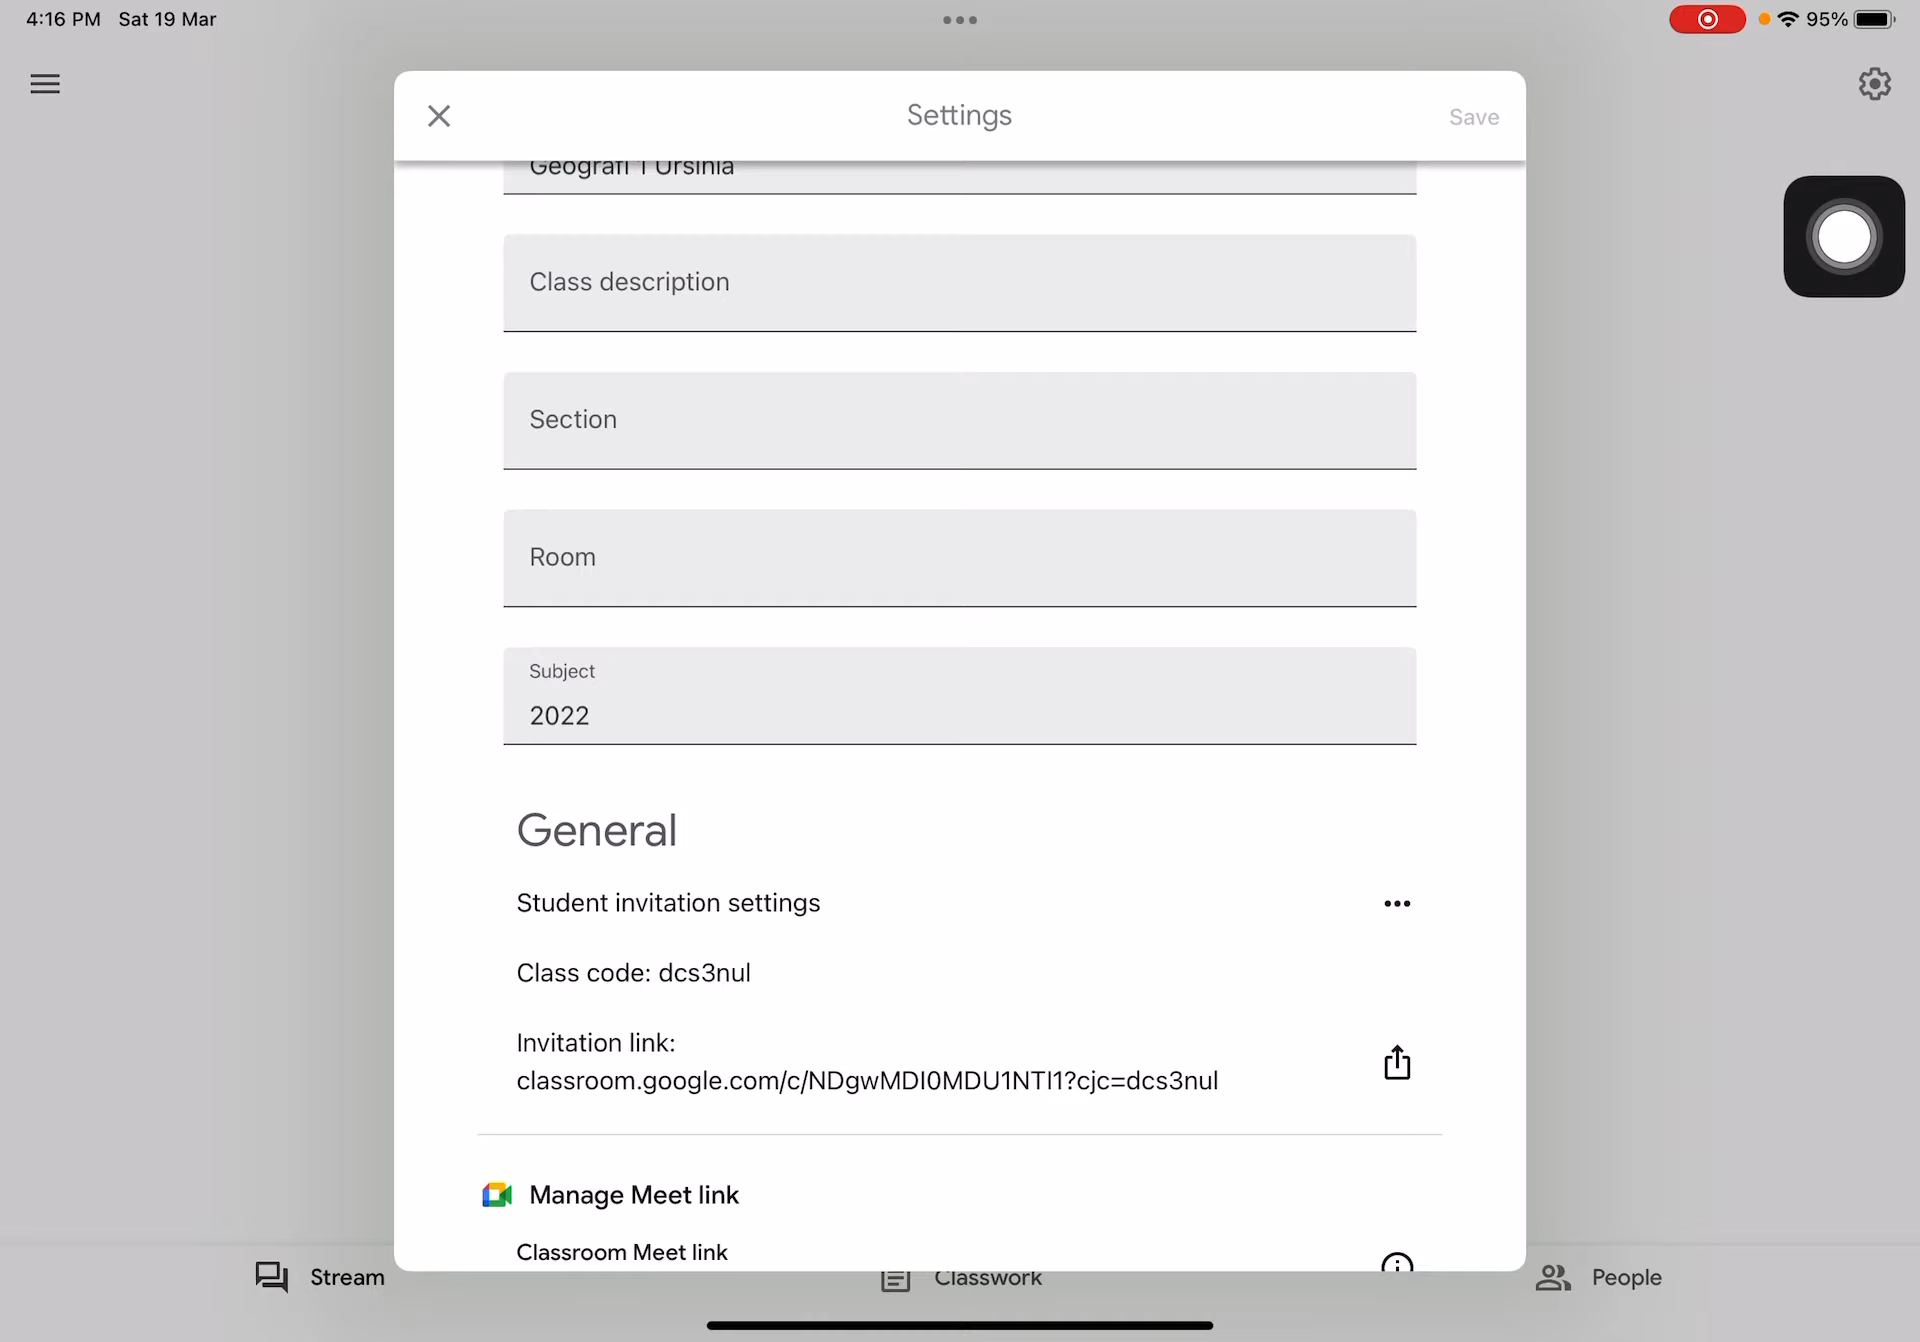 4:16 PM Sat 19 Mar
95%
Settings
Save
Geografi 1 Ursinia
Class description
Section
Room
Subject
2022
General
Student invitation settings
Class code: dcs3nul
Invitation link:
classroom.google.com/c/NDgwMDI0MDU1NTI1?cjc=dcs3nul
Manage Meet link
Classroom Meet link
Stream
Classwork
People